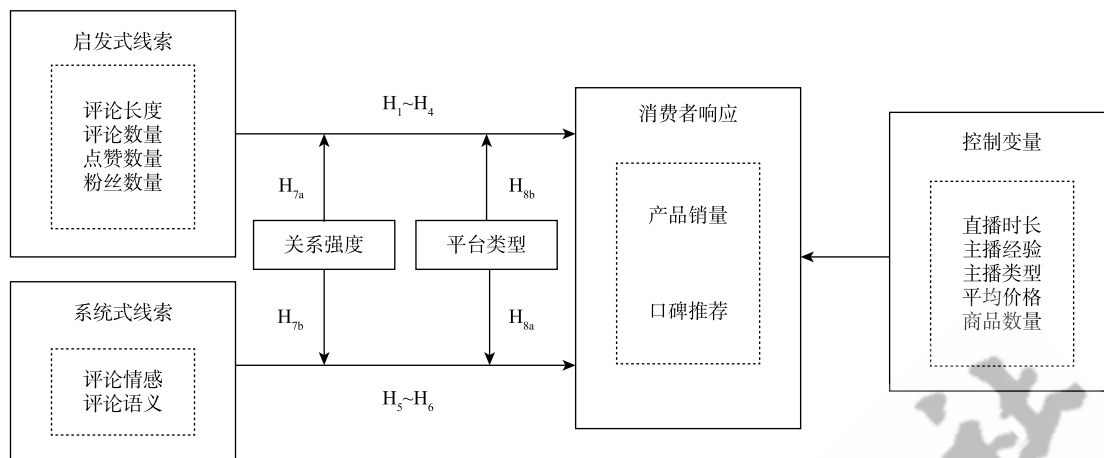 启发式线索
评论长度
评论数量
点赞数量
粉丝数量
H₁~H₄
H₇ₐ
H₈b
关系强度
平台类型
H₇b
H₈ₐ
系统式线索
评论情感
评论语义
H₅~H₆
消费者响应
产品销量
口碑推荐
控制变量
直播时长
主播经验
主播类型
平均价格
商品数量